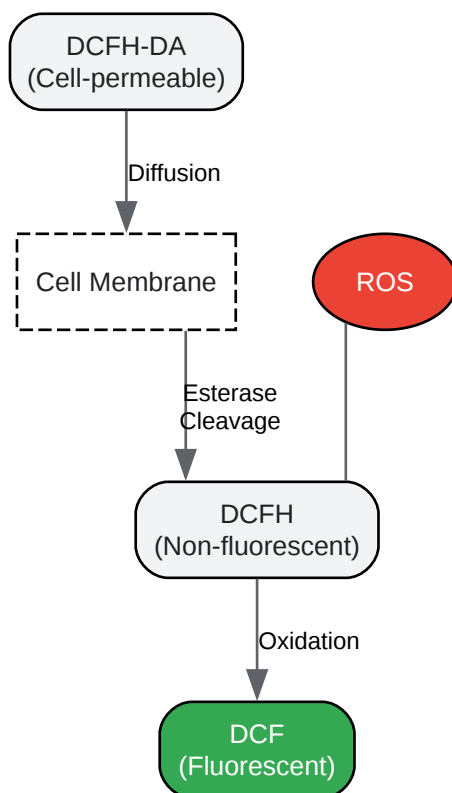 DCFH-DA
(Cell-permeable)
Diffusion
Cell Membrane
ROS
Esterase
Cleavage
DCFH
(Non-fluorescent)
Oxidation
DCF
(Fluorescent)